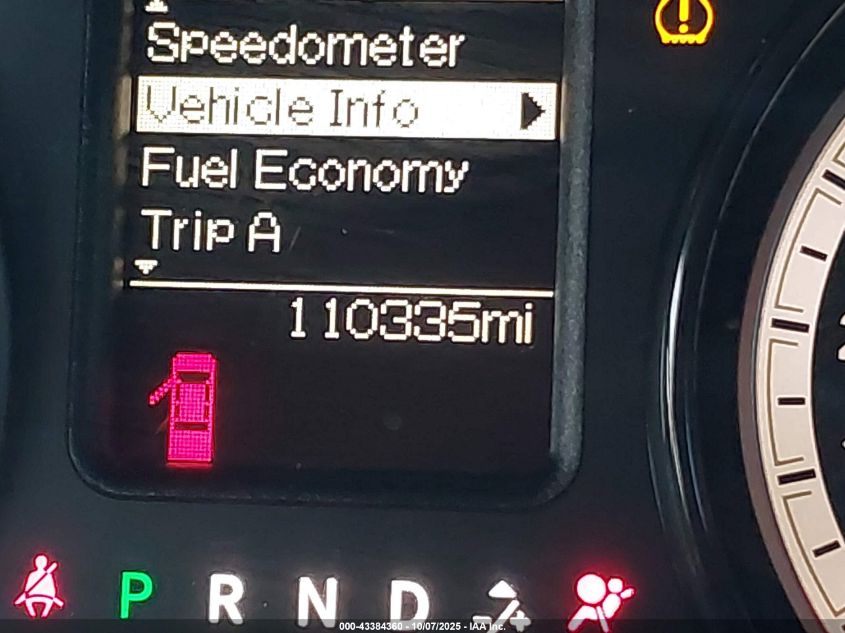 Speedometer
Vehicle Info
Fuel Economy
Trip A
110335mi
P R N D
000-43384360 - 10/07/2025 - IAA Inc.